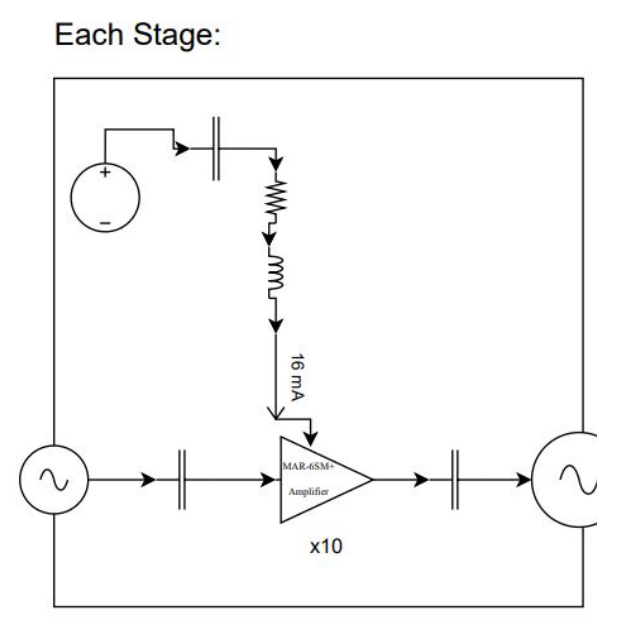 Each Stage:
+
−
16 mA
MAR-6SM+
Amplifier
x10